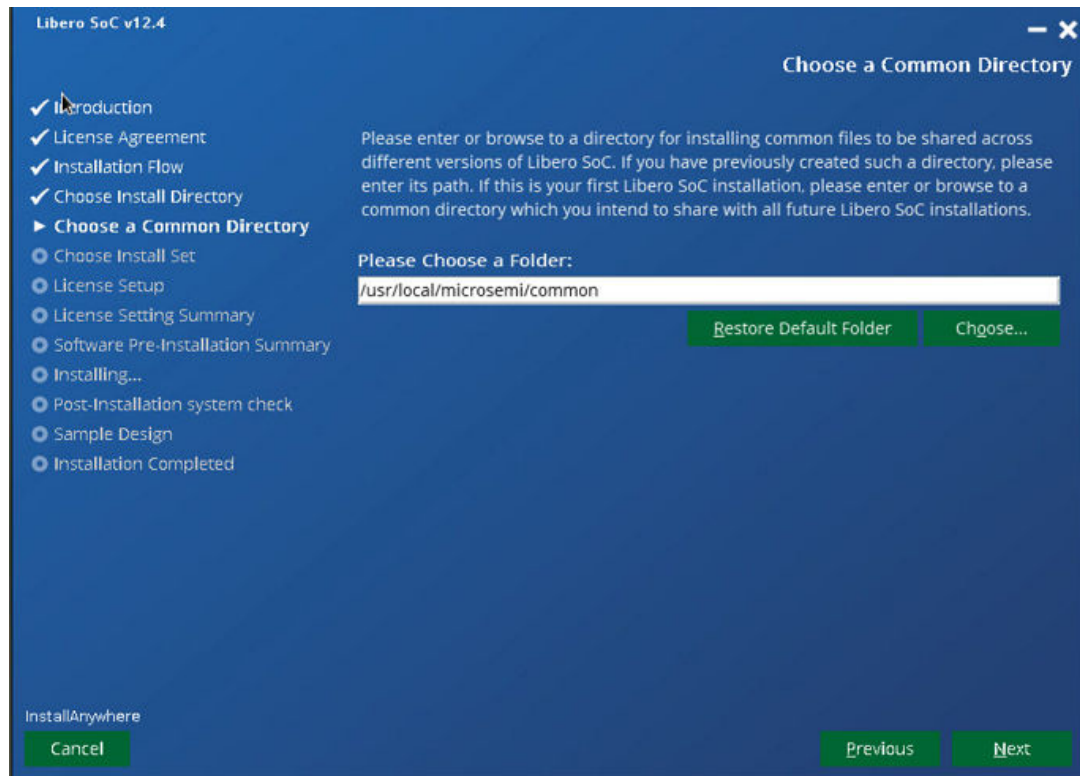 Libero SoC v12.4
Choose a Common Directory
Introduction
License Agreement
Installation Flow
Choose Install Directory
Choose a Common Directory
Choose Install Set
License Setup
License Setting Summary
Software Pre-Installation Summary
Installing...
Post-Installation system check
Sample Design
Installation Completed
Please enter or browse to a directory for installing common files to be shared across
different versions of Libero SoC. If you have previously created such a directory, please
enter its path. If this is your first Libero SoC installation, please enter or browse to a
common directory which you intend to share with all future Libero SoC installations.
Please Choose a Folder:
/usr/local/microsemi/common
Restore Default Folder
Choose...
InstallAnywhere
Cancel
Previous
Next